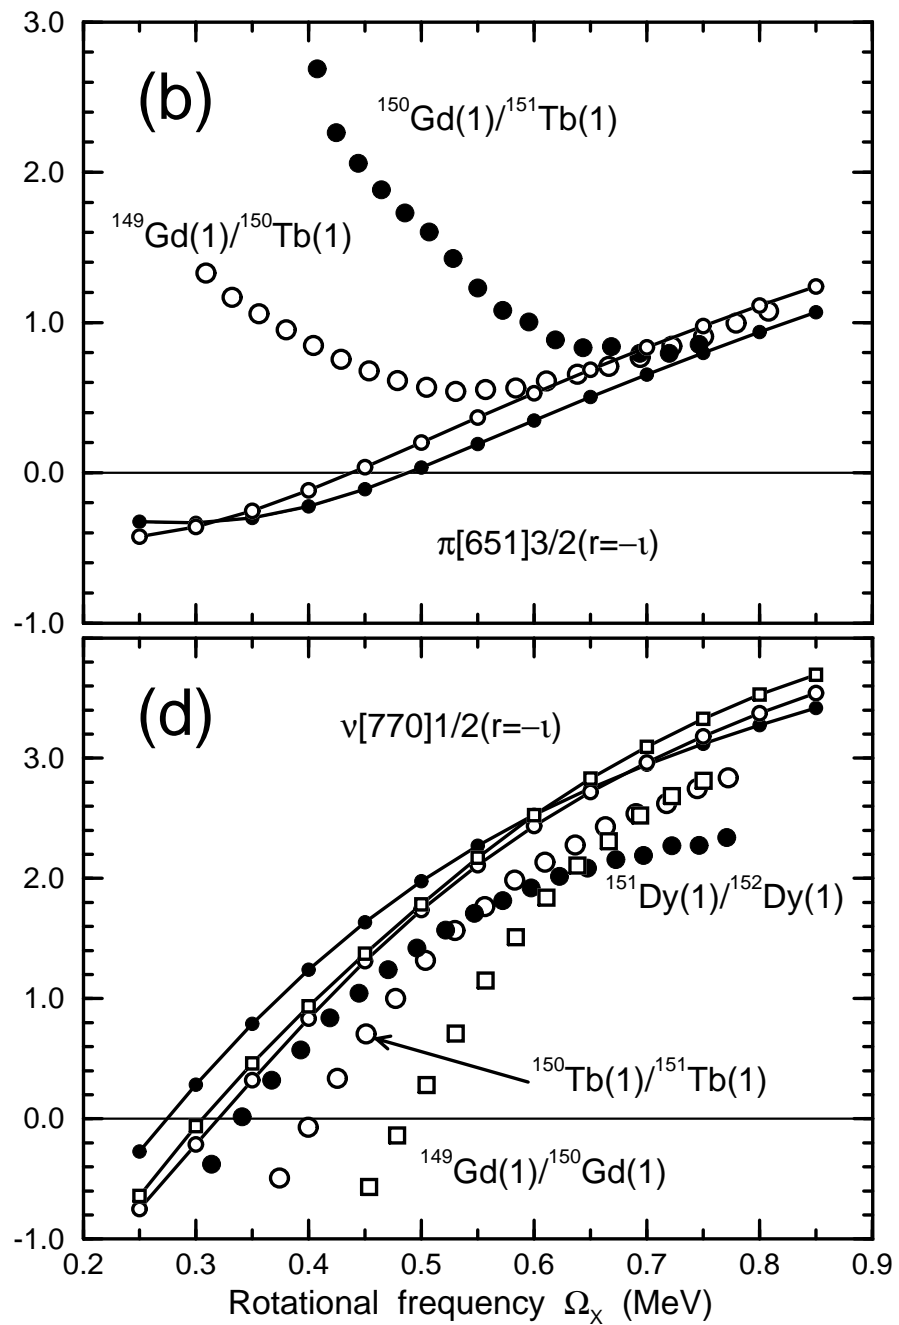 3.0
(b)
¹⁵⁰Gd(1)/¹⁵¹Tb(1)
2.0
¹⁴⁹Gd(1)/¹⁵⁰Tb(1)
1.0
0.0
π[651]3/2(r=−ι)
-1.0
(d)
ν[770]1/2(r=−ι)
3.0
2.0
¹⁵¹Dy(1)/¹⁵²Dy(1)
1.0
¹⁵⁰Tb(1)/¹⁵¹Tb(1)
0.0
¹⁴⁹Gd(1)/¹⁵⁰Gd(1)
-1.0
0.2 0.3 0.4 0.5 0.6 0.7 0.8 0.9
Rotational frequency Ωₓ (MeV)